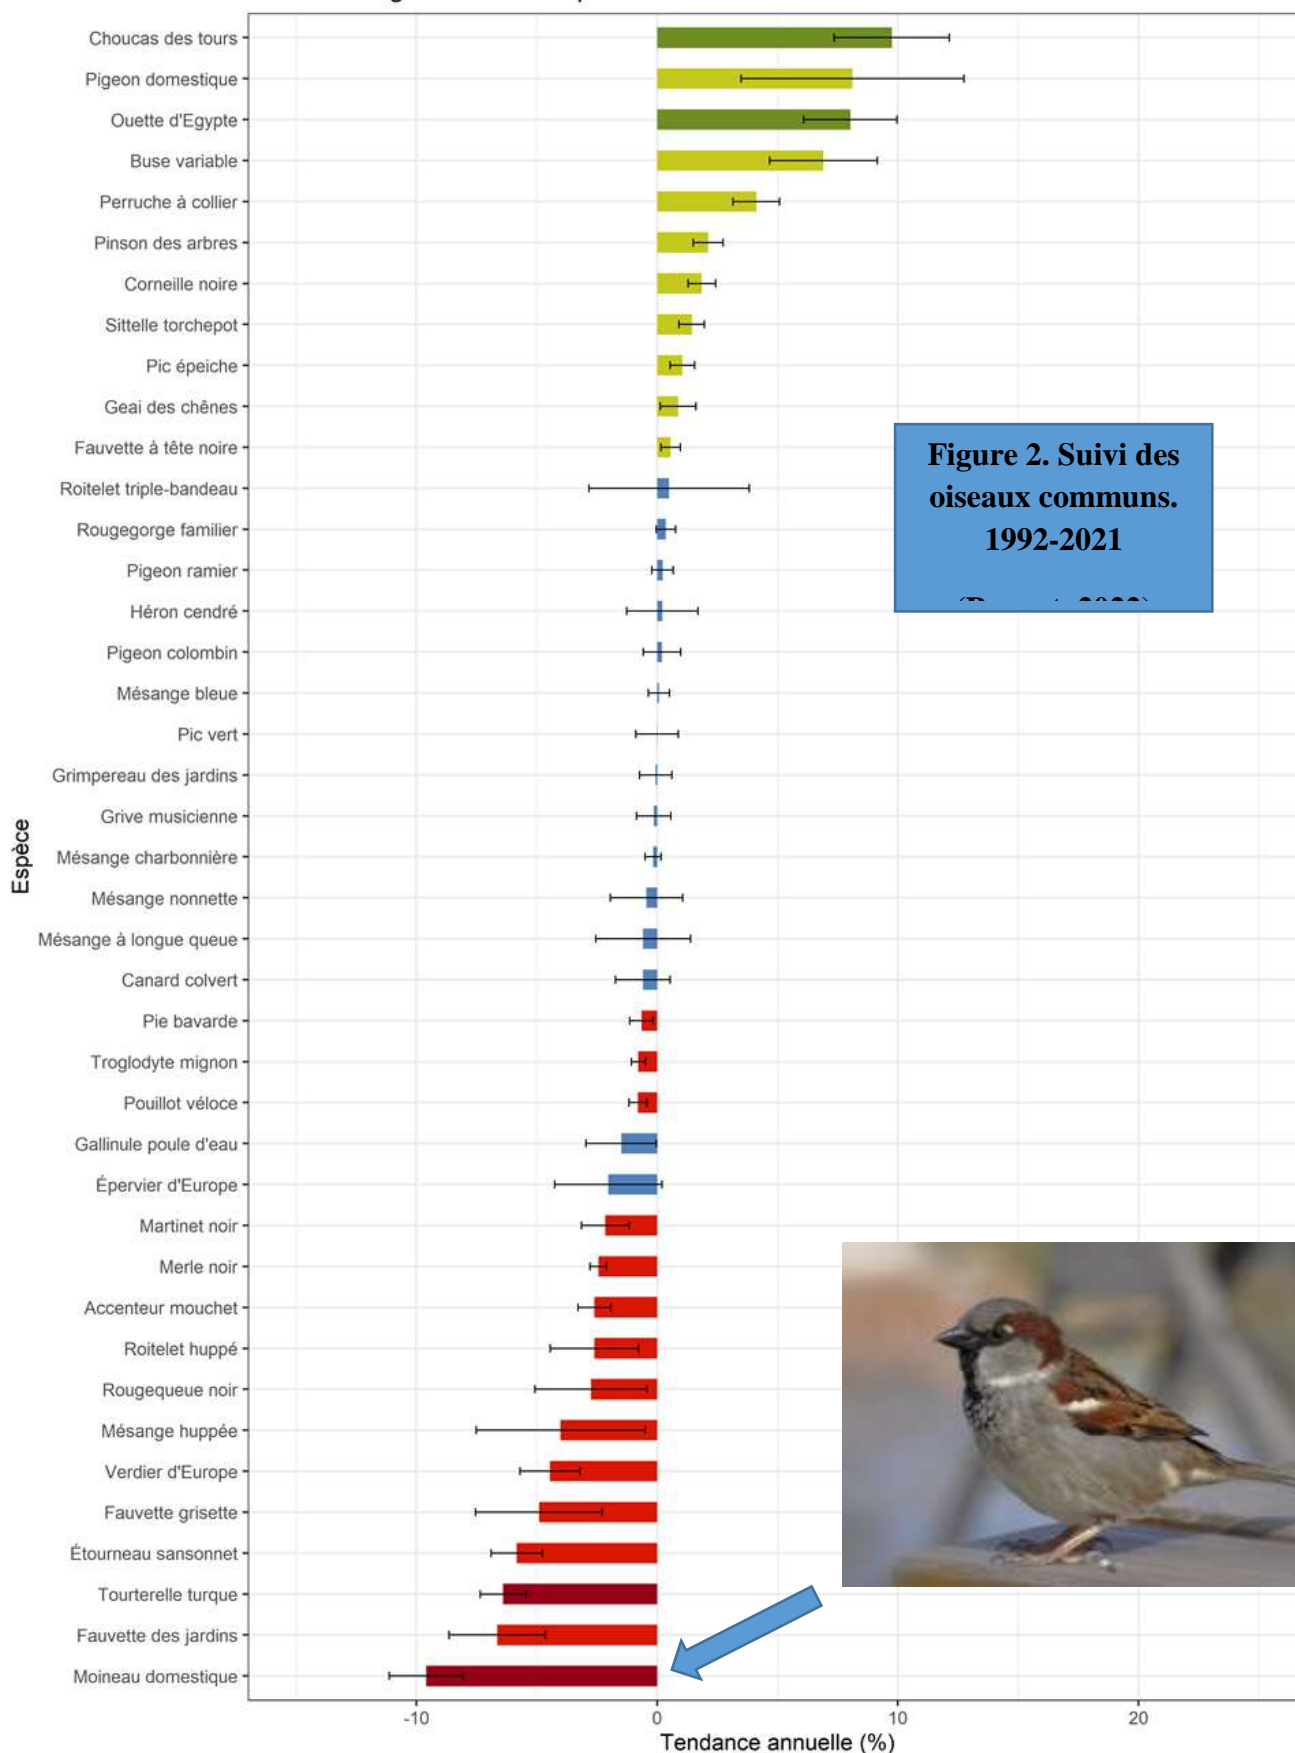 Choucas des tours
Pigeon domestique
Ouette d'Egypte
Buse variable
Perruche à collier
Pinson des arbres
Corneille noire
Sittelle torchepot
Pic épeiche
Geai des chênes
Fauvette à tête noire
Roitelet triple-bandeau
Rougegorge familier
Pigeon ramier
Héron cendré
Pigeon colombin
Mésange bleue
Pic vert
Grimpereau des jardins
Grive musicienne
Mésange charbonnière
Mésange nonnette
Mésange à longue queue
Canard colvert
Pie bavarde
Troglodyte mignon
Pouillot véloce
Gallinule poule d'eau
Épervier d'Europe
Martinet noir
Merle noir
Accenteur mouchet
Roitelet huppé
Rougequeue noir
Mésange huppée
Verdier d'Europe
Fauvette grisette
Étourneau sansonnet
Tourterelle turque
Fauvette des jardins
Moineau domestique
Espèce
-10 0 10 20
Tendance annuelle (%)
Figure 2. Suivi des
oiseaux communs.
1992-2021